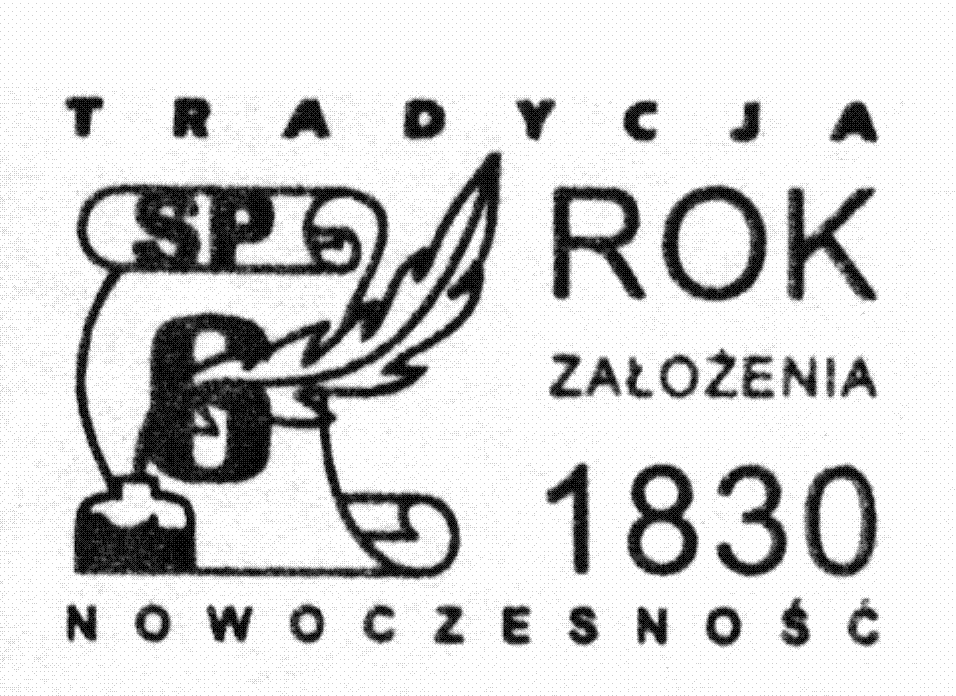 TRADYCJA
SP
6
ROK
ZAŁOŻENIA
1830
NOWOCZESNOŚĆ